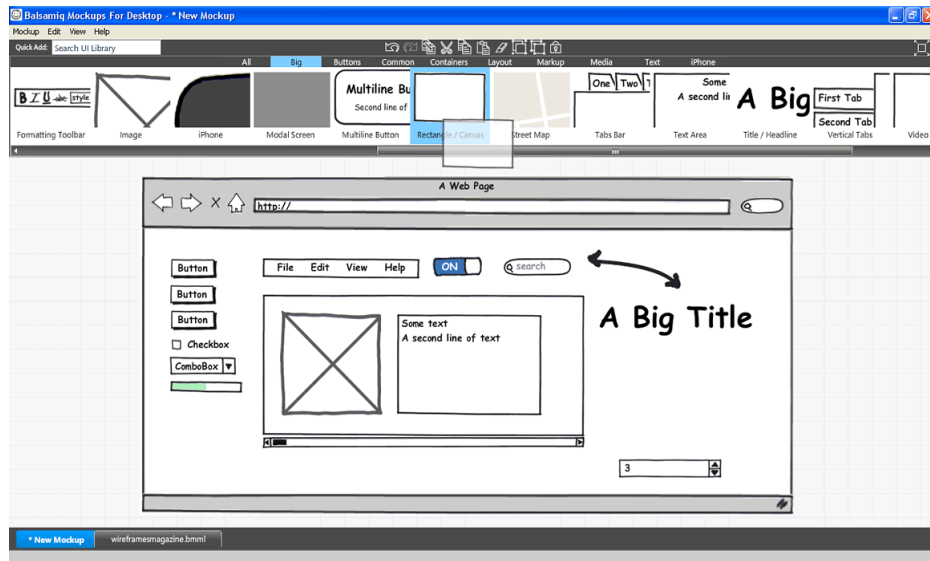 Balsamiq Mockups For Desktop - * New Mockup
Mockup Edit View Help
Quick Add: Search UI Library
All Big Buttons Common Containers Layout Markup Media Text iPhone
B I U abc style
Multiline Bu
Second line of
One Two T
Some
A second lin
A Big
First Tab
Second Tab
Formatting Toolbar Image iPhone Modal Screen Multiline Button Rectangle / Canvas Street Map Tabs Bar Text Area Title / Headline Vertical Tabs Video
A Web Page
http://
Button File Edit View Help ON search
Button
Button
Checkbox
ComboBox
Some text
A second line of text
A Big Title
3
* New Mockup wireframesmagazine.bmml